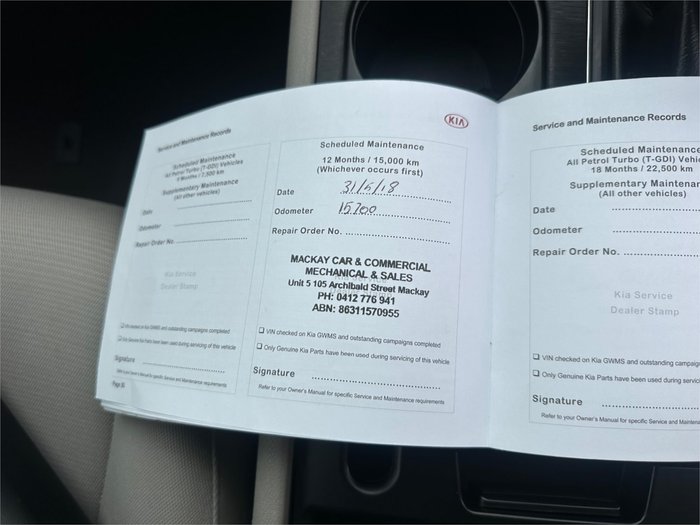 Service and Maintenance Records
Scheduled Maintenance
All Petrol Turbo (T-GDI) Vehicles
6 Months / 7,500 km
Supplementary Maintenance
(All other vehicles)
Date
Odometer
Repair Order No.
Kia Service
Dealer Stamp
VIN checked on Kia GWMS and outstanding campaigns completed
Only Genuine Kia Parts have been used during servicing of this vehicle
Signature
Refer to your Owner's Manual for specific Service and Maintenance requirements
KIA
Scheduled Maintenance
12 Months / 15,000 km
(Whichever occurs first)
Date 31/5/18
Odometer 15700
Repair Order No.
MACKAY CAR & COMMERCIAL
MECHANICAL & SALES
Unit 5 105 Archibald Street Mackay
PH: 0412 776 941
ABN: 86311570955
VIN checked on Kia GWMS and outstanding campaigns completed
Only Genuine Kia Parts have been used during servicing of this vehicle
Signature
Refer to your Owner's Manual for specific Service and Maintenance requirements
Service and Maintenance Records
Scheduled Maintenanc
All Petrol Turbo (T-GDI) Vehi
18 Months / 22,500 km
Supplementary Maintenan
(All other vehicles)
Date
Odometer
Repair Order No.
Kia Service
Dealer Stamp
VIN checked on Kia GWMS and outstanding campaign
Only Genuine Kia Parts have been used during servic
Signature
Refer to your Owner's Manual for specific Service and Maintena